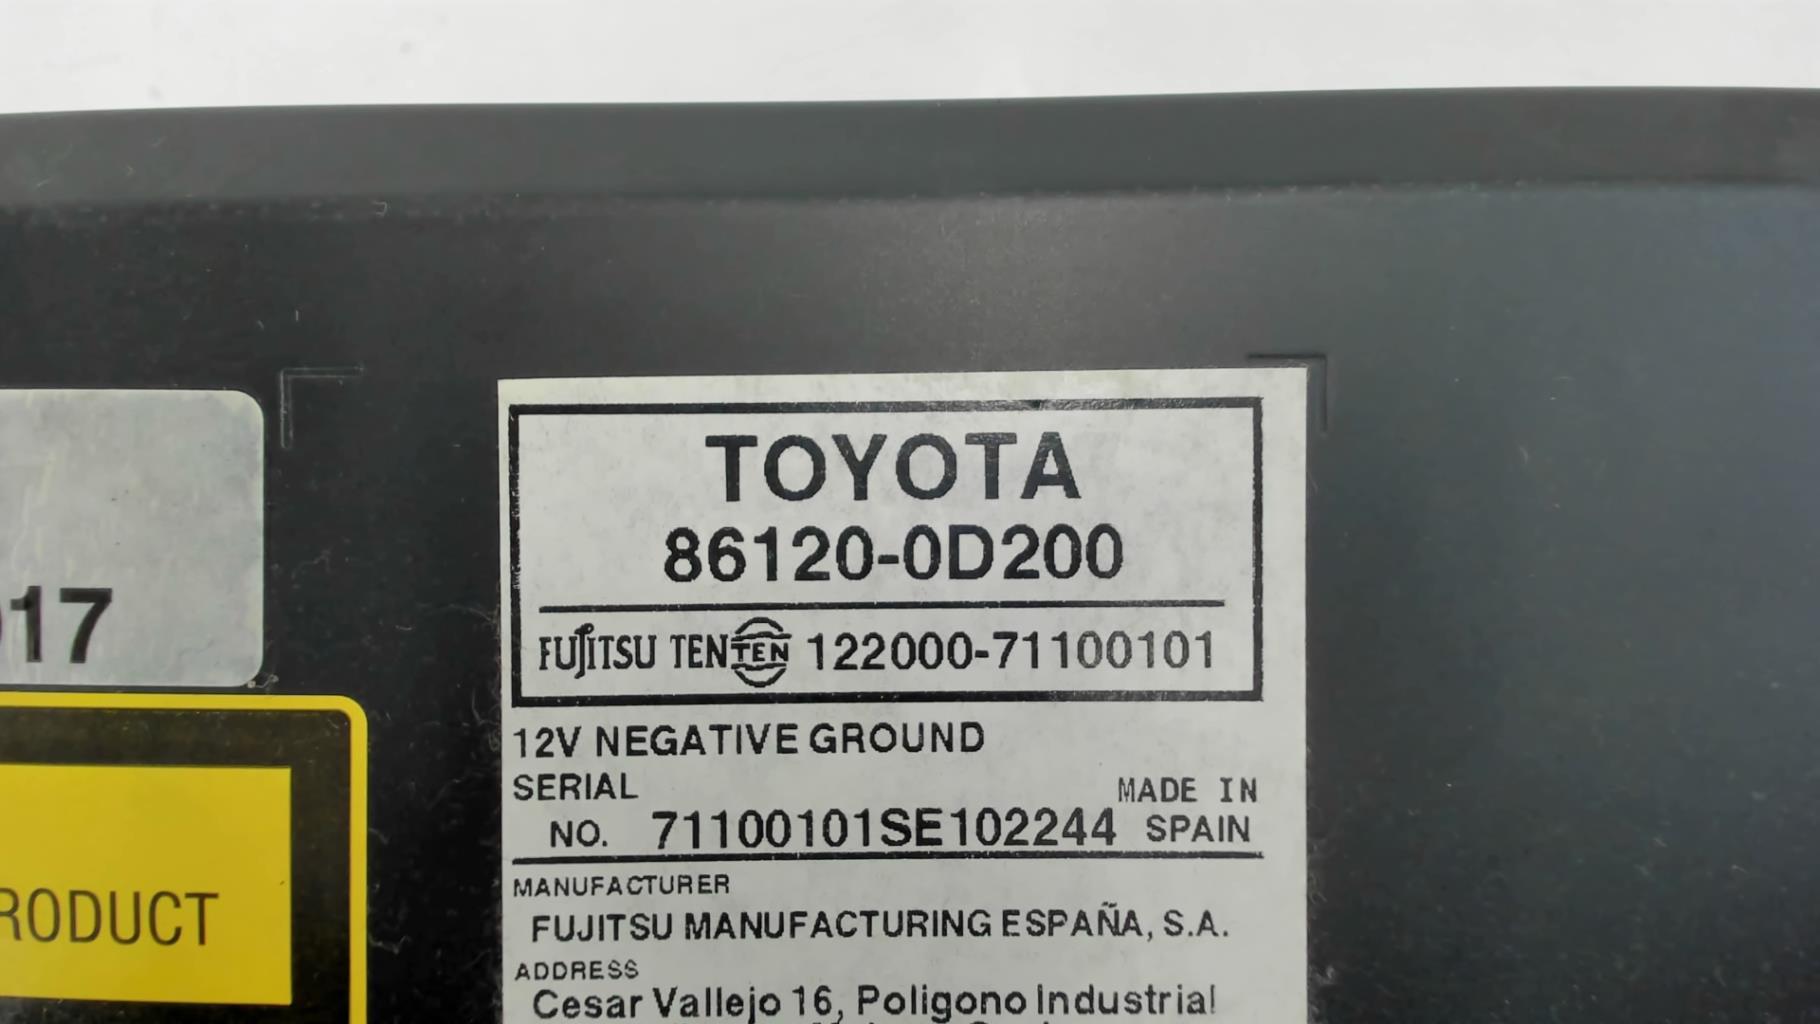 TOYOTA
86120-0D200
FUJITSU TEN TEN 122000-71100101
12V NEGATIVE GROUND
SERIAL
MADE IN
NO. 71100101SE102244 SPAIN
MANUFACTURER
FUJITSU MANUFACTURING ESPAÑA, S.A.
ADDRESS
Cesar Vallejo 16, Poligono Industrial
17
RODUCT